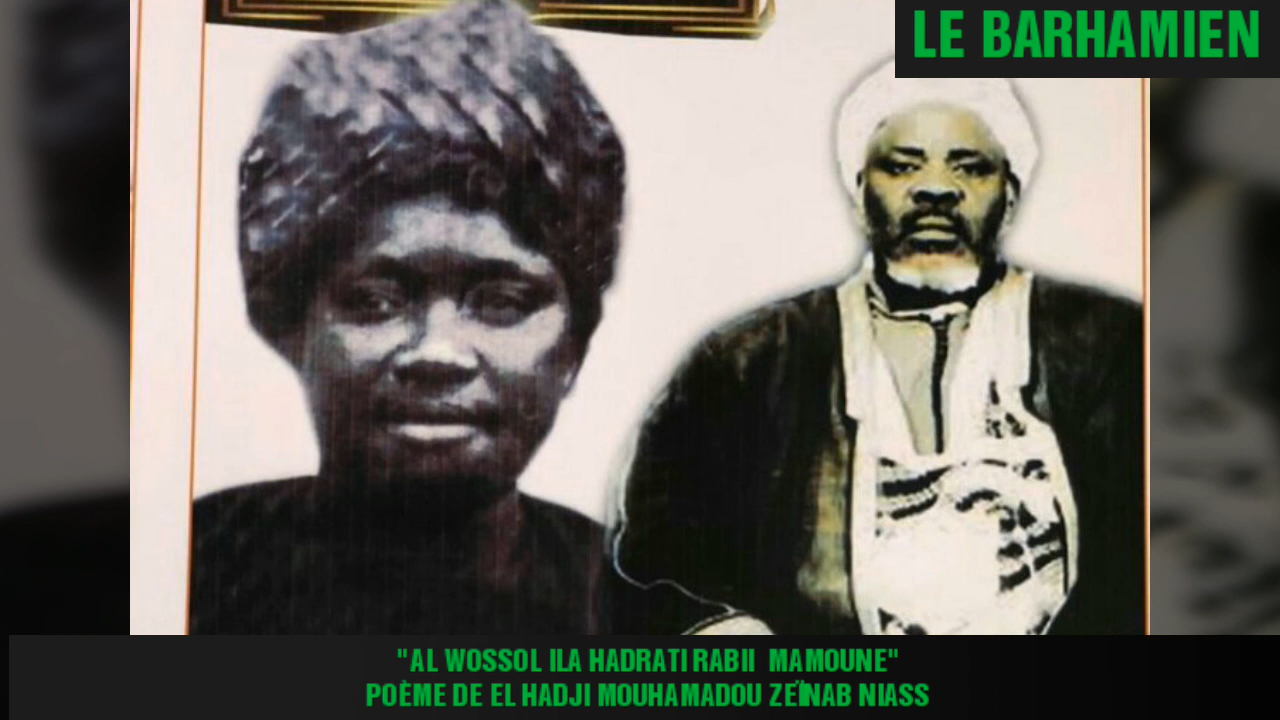 LE BARHAMIEN
"AL WOSSOL ILA HADRATI RABII MAMOUNE"
POÈME DE EL HADJI MOUHAMADOU ZEÏNAB NIASS